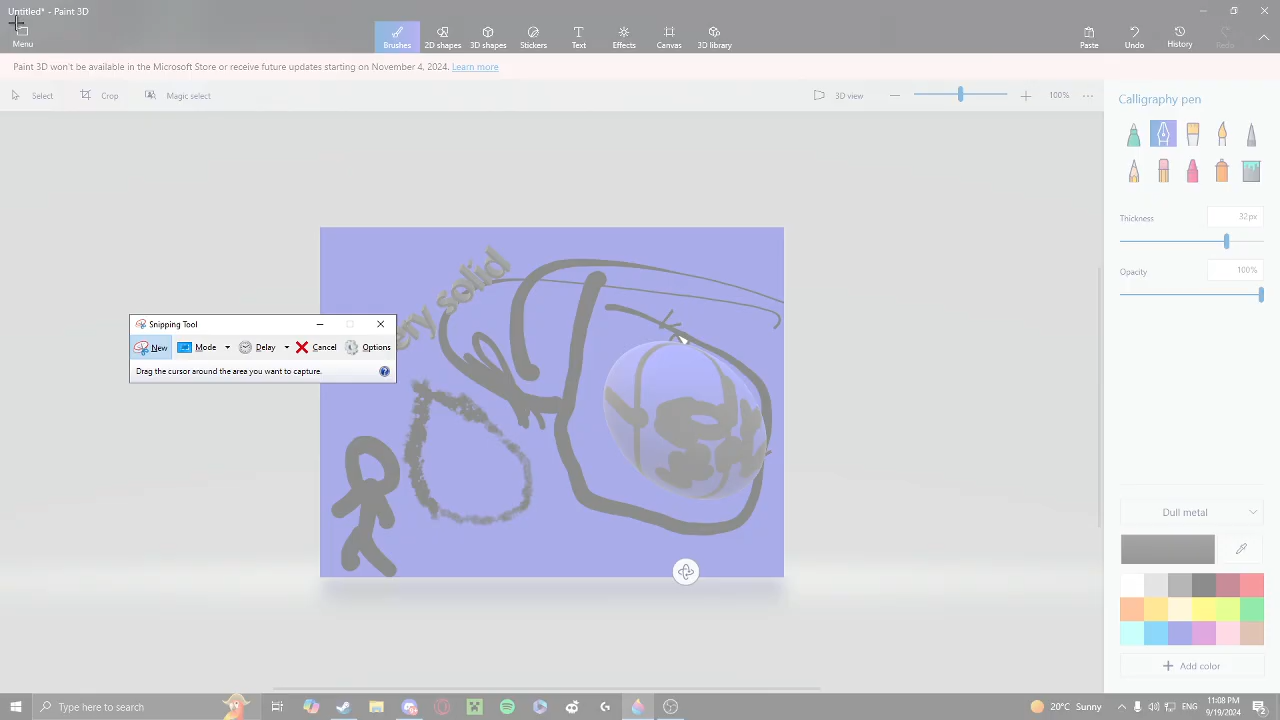 Untitled* - Paint 3D
Menu
Brushes
2D shapes
3D shapes
Stickers
Text
Effects
Canvas
3D library
Paste
Undo
History
Redo
Paint 3D won't be available in the Microsoft Store or receive future updates starting on November 4, 2024. Learn more
Select
Crop
Magic select
3D view
100%
Calligraphy pen
Thickness
32px
Opacity
100%
ny solid
Snipping Tool
New
Mode
Delay
Cancel
Options
Drag the cursor around the area you want to capture.
Dull metal
Add color
Type here to search
20°C Sunny
ENG
11:08 PM
9/19/2024
2